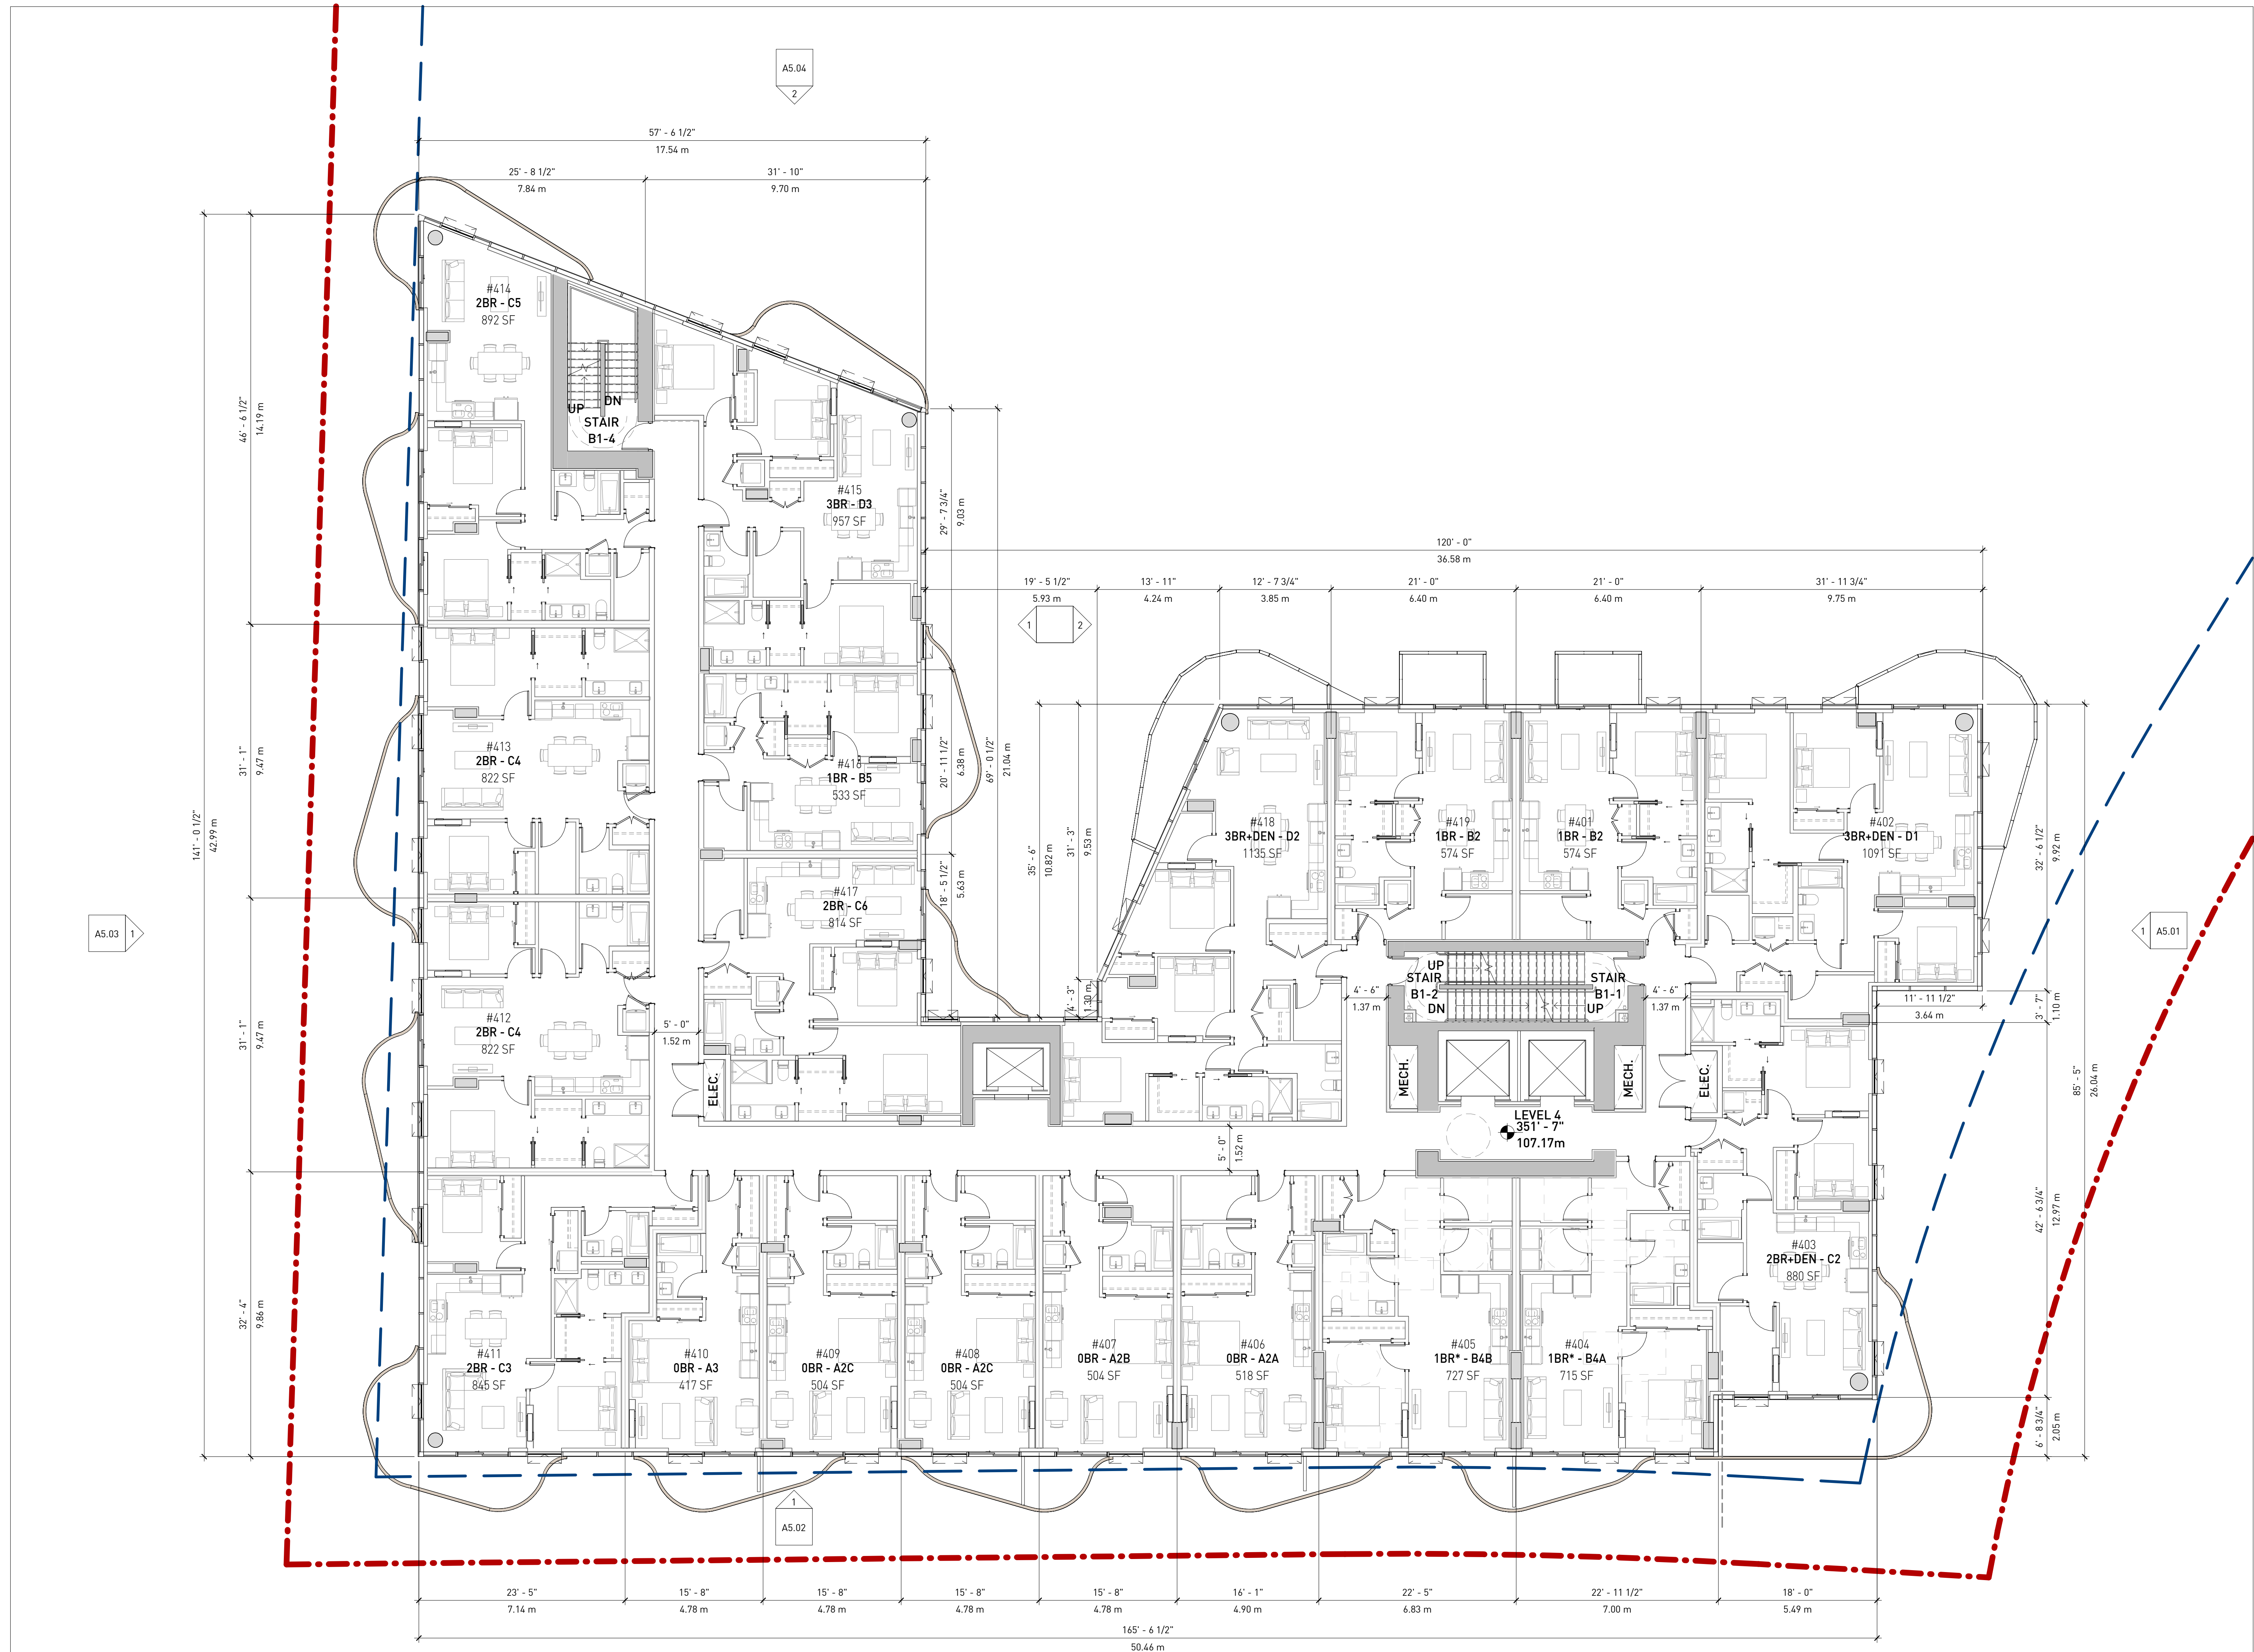 A5.04
2
57' - 6 1/2"
17.54 m
25' - 8 1/2"
7.84 m
31' - 10"
9.70 m
#414
2BR - C5
892 SF
UP
DN
STAIR
B1-4
46' - 6 1/2"
14.19 m
#415
3BR - D3
957 SF
29' - 7 3/4"
9.03 m
120' - 0"
36.58 m
19' - 5 1/2"
5.93 m
13' - 11"
4.24 m
12' - 7 3/4"
3.85 m
21' - 0"
6.40 m
21' - 0"
6.40 m
31' - 11 3/4"
9.75 m
1
2
141' - 0 1/2"
42.99 m
31' - 1"
9.47 m
#413
2BR - C4
822 SF
#416
1BR - B5
533 SF
20' - 11 1/2"
6.38 m
69' - 0 1/2"
21.04 m
35' - 6"
10.82 m
31' - 3"
9.53 m
#418
3BR+DEN - D2
1135 SF
#419
1BR - B2
574 SF
#401
1BR - B2
574 SF
#402
3BR+DEN - D1
1091 SF
32' - 6 1/2"
9.92 m
A5.03
1
#417
2BR - C6
814 SF
18' - 5 1/2"
5.63 m
1
A5.01
4' - 3"
1.30 m
UP
STAIR
B1-2
DN
STAIR
B1-1
UP
4' - 6"
1.37 m
4' - 6"
1.37 m
11' - 11 1/2"
3.64 m
3' - 7"
1.10 m
31' - 1"
9.47 m
#412
2BR - C4
822 SF
5' - 0"
1.52 m
ELEC.
MECH.
MECH.
ELEC.
85' - 5"
26.04 m
LEVEL 4
351' - 7"
107.17m
5' - 0"
1.52 m
42' - 6 3/4"
12.97 m
#403
2BR+DEN - C2
880 SF
32' - 4"
9.86 m
#411
2BR - C3
845 SF
#410
0BR - A3
417 SF
#409
0BR - A2C
504 SF
#408
0BR - A2C
504 SF
#407
0BR - A2B
504 SF
#406
0BR - A2A
518 SF
#405
1BR* - B4B
727 SF
#404
1BR* - B4A
715 SF
6' - 8 3/4"
2.05 m
1
A5.02
23' - 5"
7.14 m
15' - 8"
4.78 m
15' - 8"
4.78 m
15' - 8"
4.78 m
15' - 8"
4.78 m
16' - 1"
4.90 m
22' - 5"
6.83 m
22' - 11 1/2"
7.00 m
18' - 0"
5.49 m
165' - 6 1/2"
50.46 m